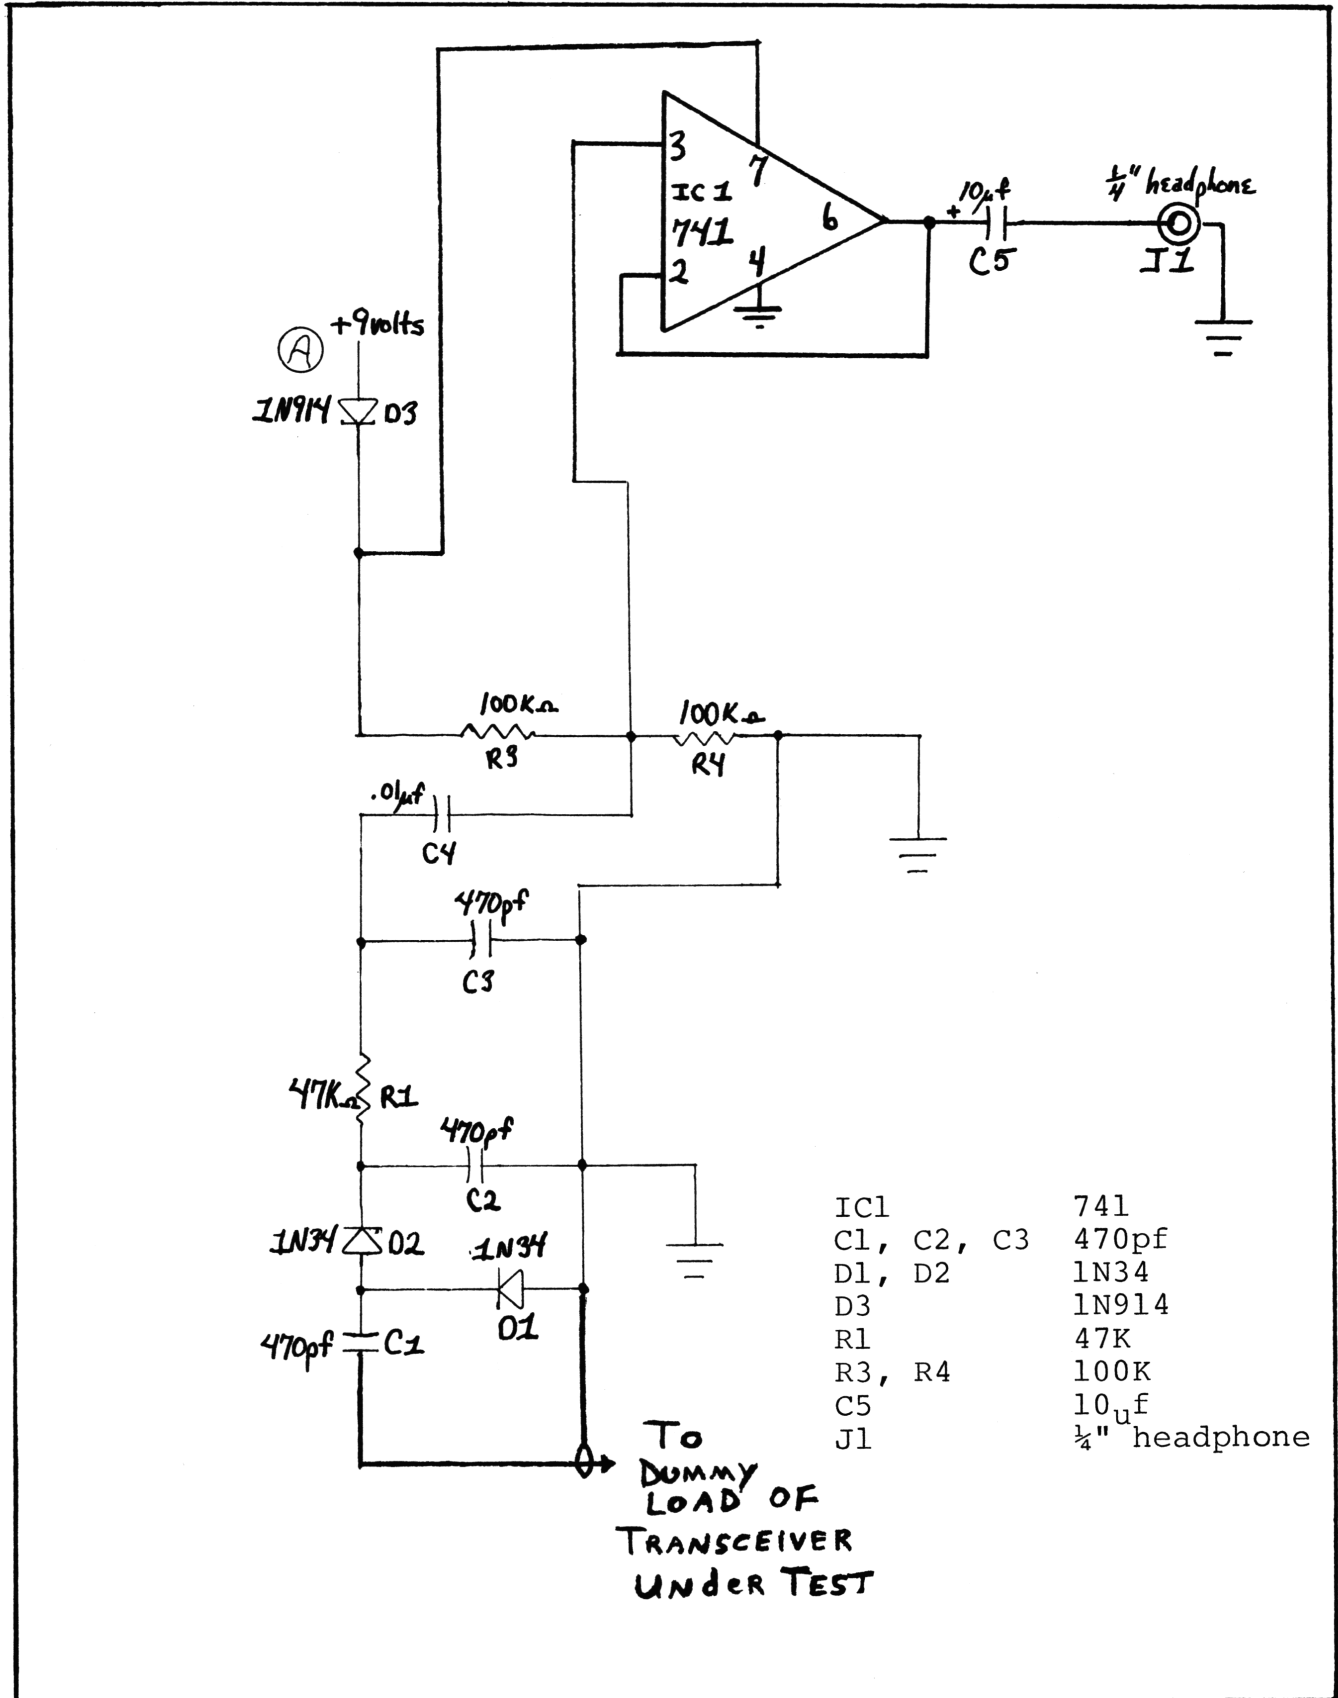 3
7
IC 1
741
6
2
4
+10µf
C5
¼" headphone
J1
+9volts
A
1N914 D3
100KΩ
R3
100KΩ
R4
.01µf
C4
470pf
C3
47KΩ R1
470pf
C2
1N34 D2
1N34
D1
470pf C1
To
DUMMY
LOAD OF
TRANSCEIVER
UNdeR TEST
IC1 741
C1, C2, C3 470pf
D1, D2 1N34
D3 1N914
R1 47K
R3, R4 100K
C5 10uf
J1 ¼" headphone